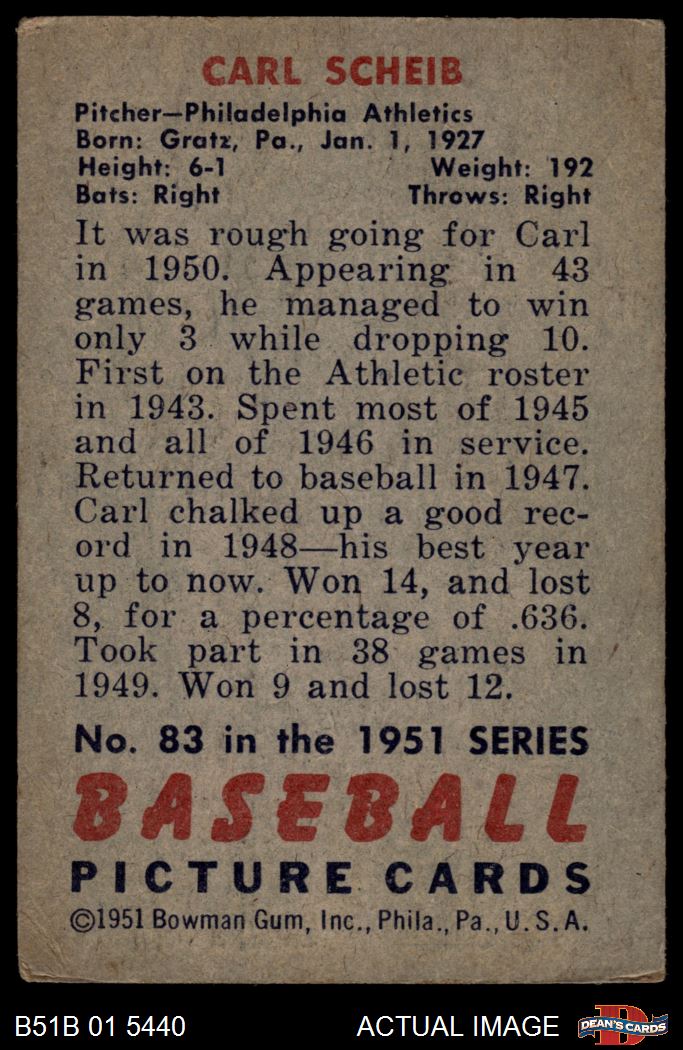 CARL SCHEIB
Pitcher—Philadelphia Athletics
Born: Gratz, Pa., Jan. 1, 1927
Height: 6-1 Weight: 192
Bats: Right Throws: Right
It was rough going for Carl
in 1950. Appearing in 43
games, he managed to win
only 3 while dropping 10.
First on the Athletic roster
in 1943. Spent most of 1945
and all of 1946 in service.
Returned to baseball in 1947.
Carl chalked up a good rec-
ord in 1948—his best year
up to now. Won 14, and lost
8, for a percentage of .636.
Took part in 38 games in
1949. Won 9 and lost 12.
No. 83 in the 1951 SERIES
BASEBALL
PICTURE CARDS
©1951 Bowman Gum, Inc., Phila., Pa., U.S.A.
B51B 01 5440 ACTUAL IMAGE D DEAN'S CARDS